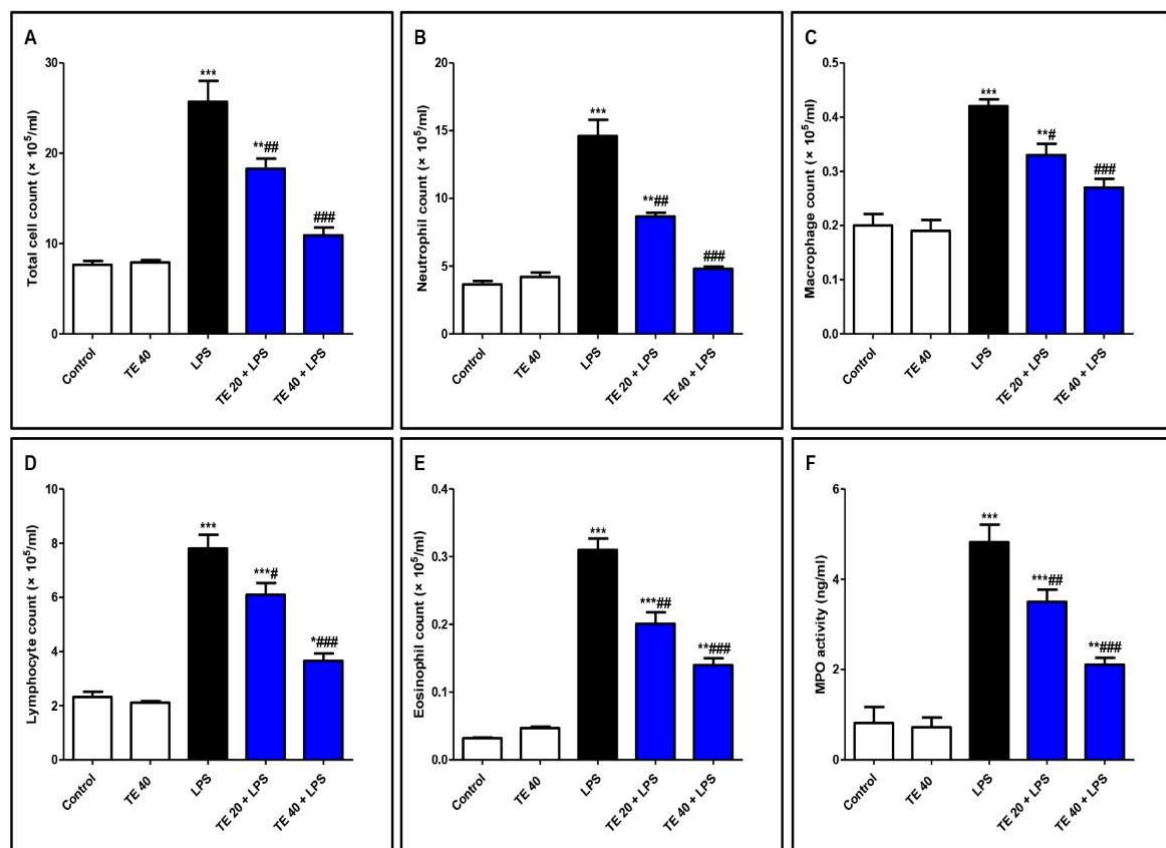 A
Total cell count (× 10⁵/ml)
30
20
10
0
***
**##
###
Control
TE 40
LPS
TE 20 + LPS
TE 40 + LPS
B
Neutrophil count (× 10⁵/ml)
20
15
10
5
0
***
**##
###
Control
TE 40
LPS
TE 20 + LPS
TE 40 + LPS
C
Macrophage count (× 10⁵/ml)
0.5
0.4
0.3
0.2
0.1
0.0
***
**#
###
Control
TE 40
LPS
TE 20 + LPS
TE 40 + LPS
D
Lymphocyte count (× 10⁵/ml)
10
8
6
4
2
0
***
***#
*###
Control
TE 40
LPS
TE 20 + LPS
TE 40 + LPS
E
Eosinophil count (× 10⁵/ml)
0.4
0.3
0.2
0.1
0.0
***
***##
**###
Control
TE 40
LPS
TE 20 + LPS
TE 40 + LPS
F
MPO activity (ng/ml)
6
4
2
0
***
***##
**###
Control
TE 40
LPS
TE 20 + LPS
TE 40 + LPS